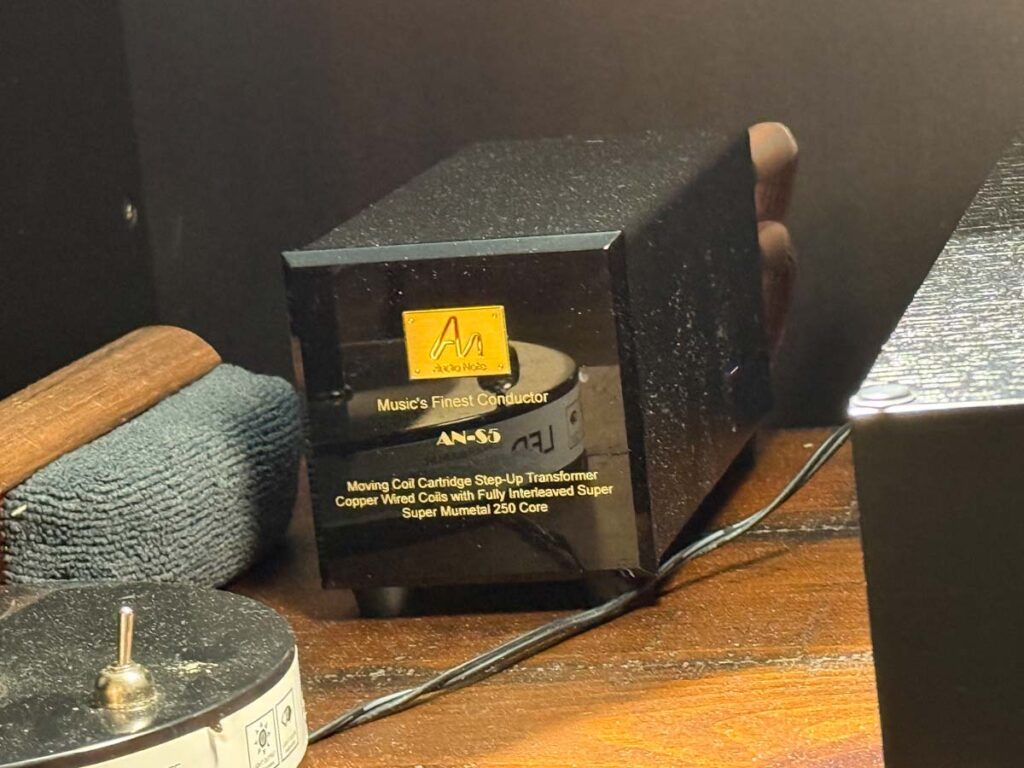 Audio Note
Music's Finest Conductor
AN-S5
Moving Coil Cartridge Step-Up Transformer
Copper Wired Coils with Fully Interleaved Super
Super Mumetal 250 Core
LED